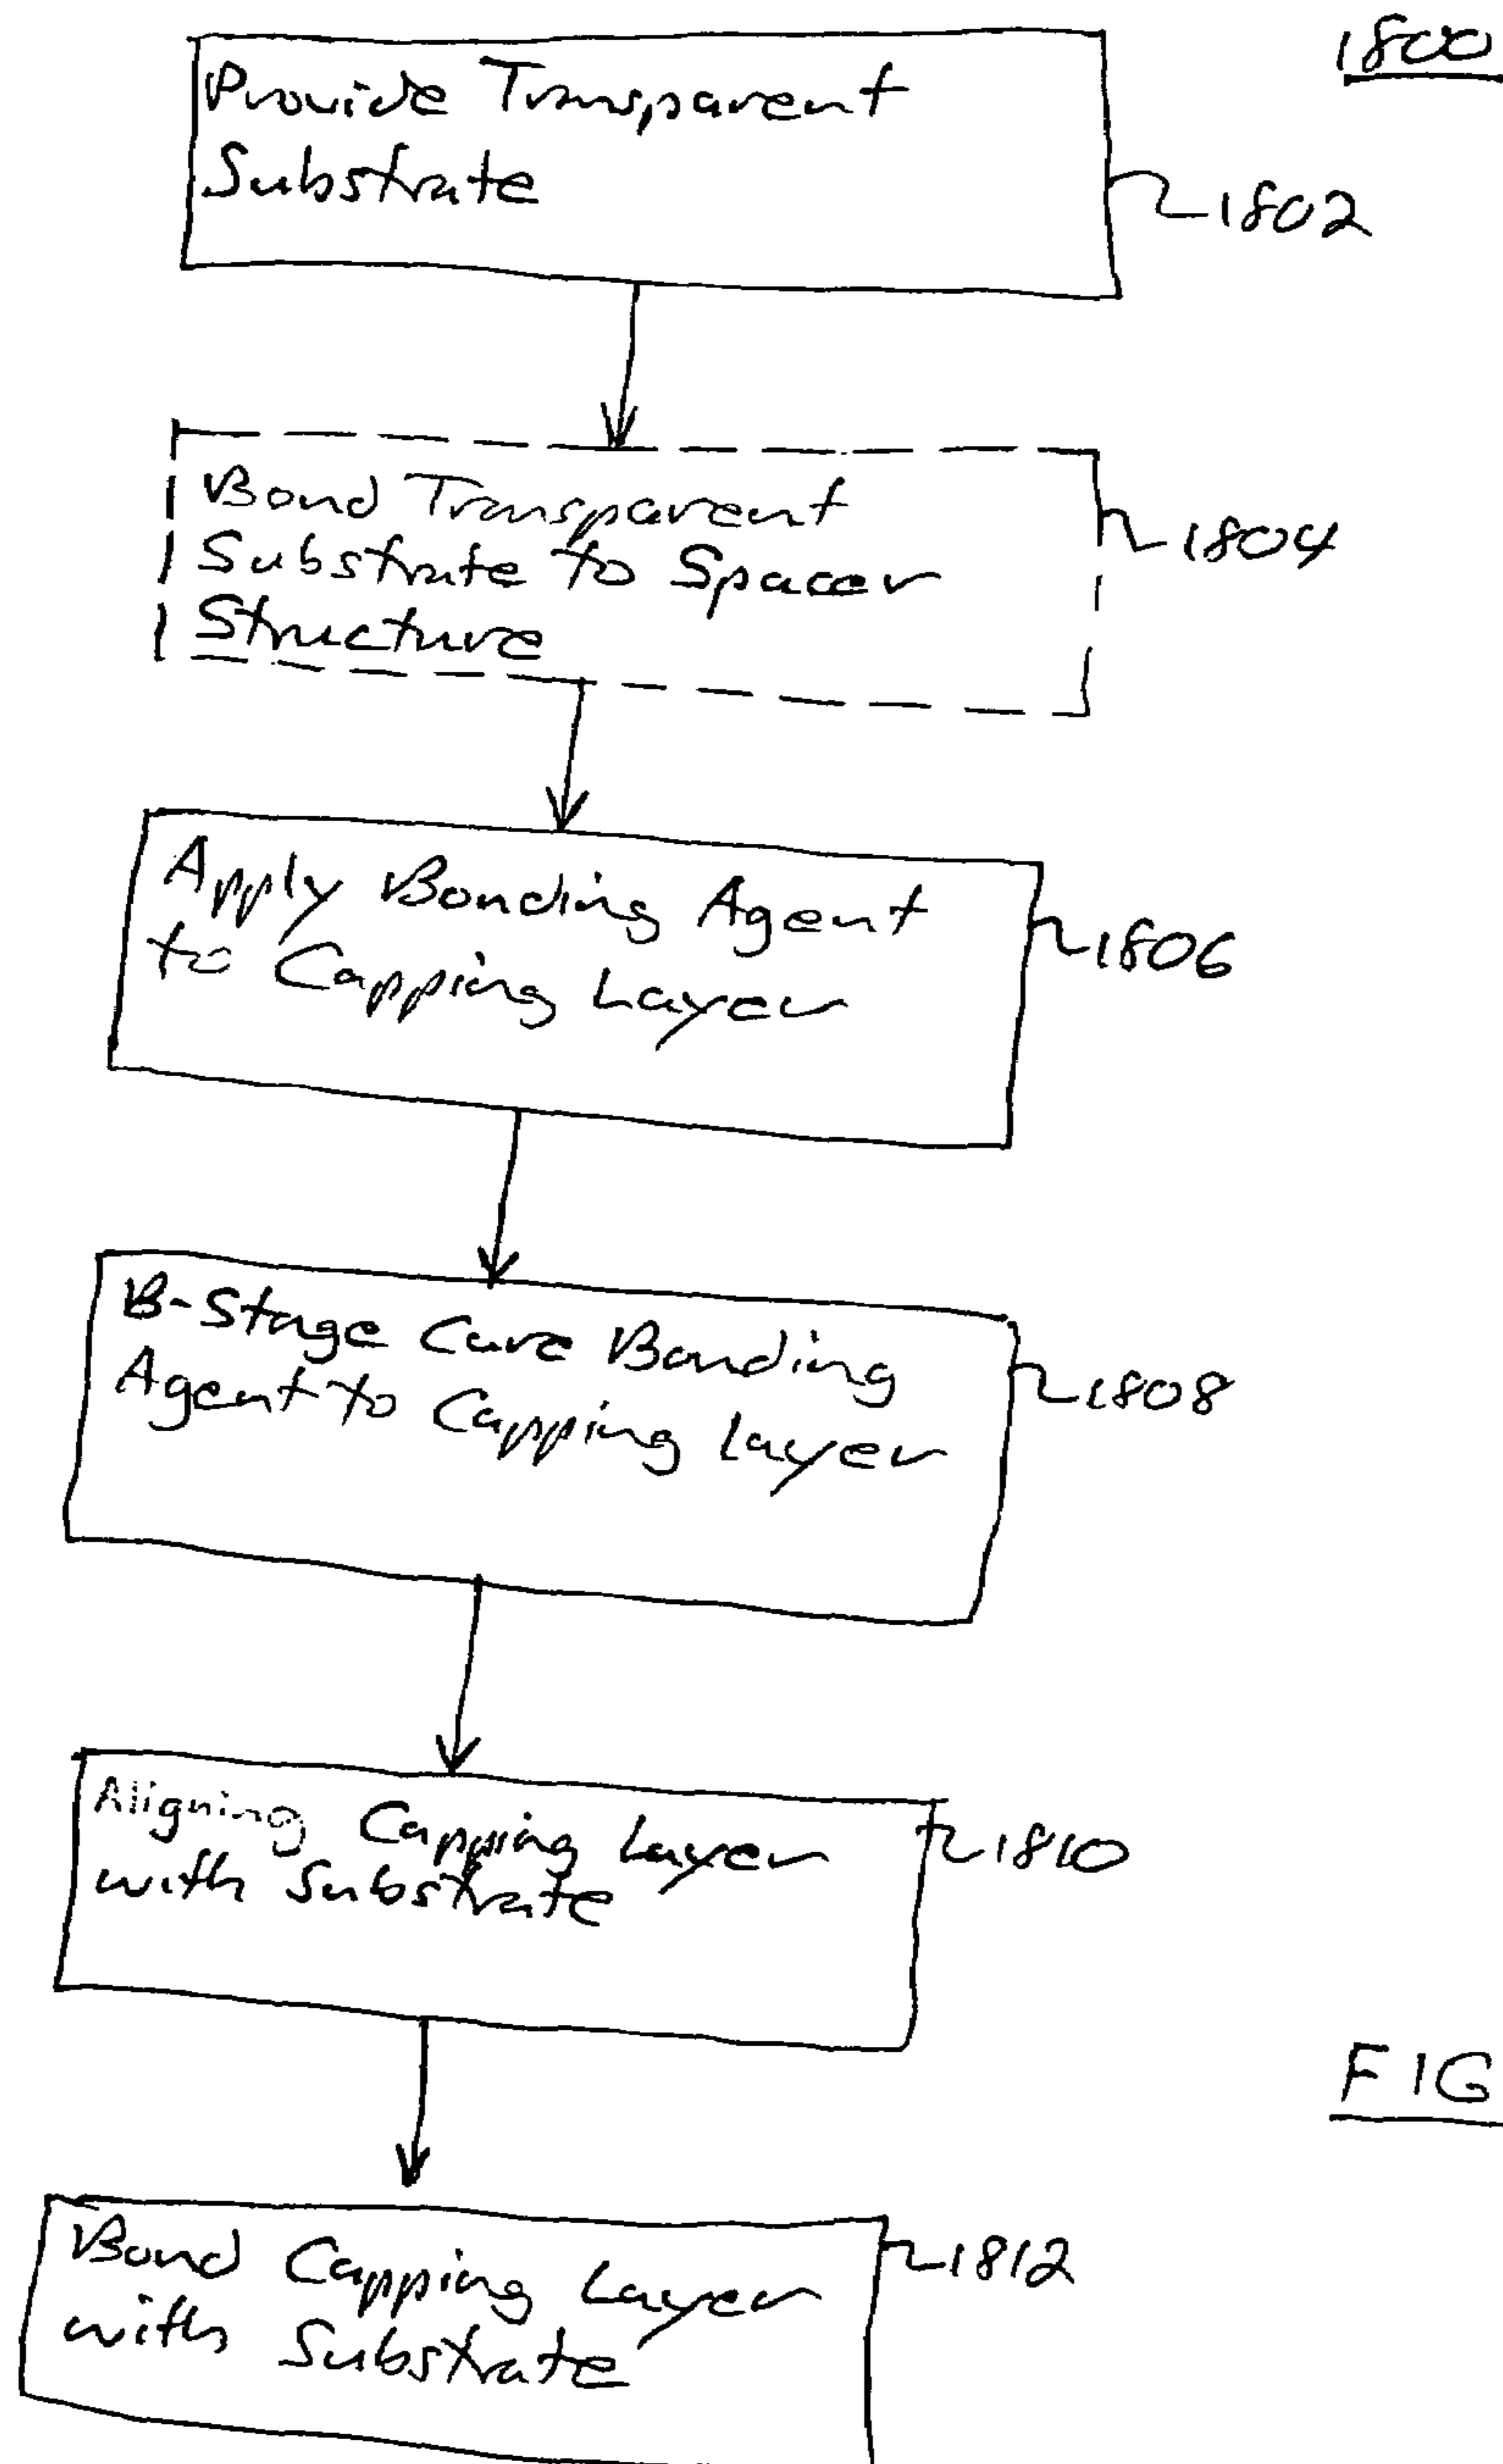 1800
Provide Transparent
Substrate
1802
Bond Transparent
Substrate to Spacer
Structure
1804
Apply Bonding Agent
to Capping Layer
1806
B-Stage Cure Bonding
Agent to Capping Layer
1808
Aligning Capping Layer
with Substrate
1810
FIG
Bond Capping Layer
with Substrate
1812